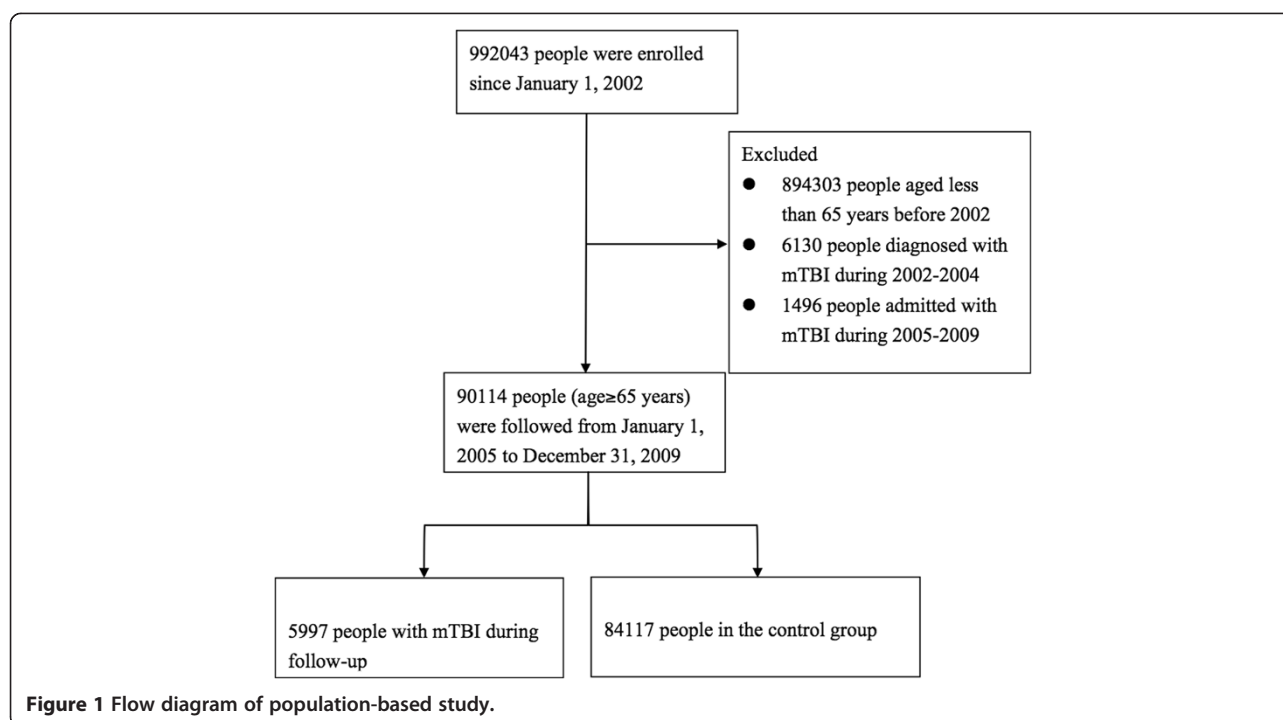 992043 people were enrolled
since January 1, 2002
Excluded
● 894303 people aged less
than 65 years before 2002
● 6130 people diagnosed with
mTBI during 2002-2004
● 1496 people admitted with
mTBI during 2005-2009
90114 people (age≥65 years)
were followed from January 1,
2005 to December 31, 2009
5997 people with mTBI during
follow-up
84117 people in the control group
Figure 1 Flow diagram of population-based study.